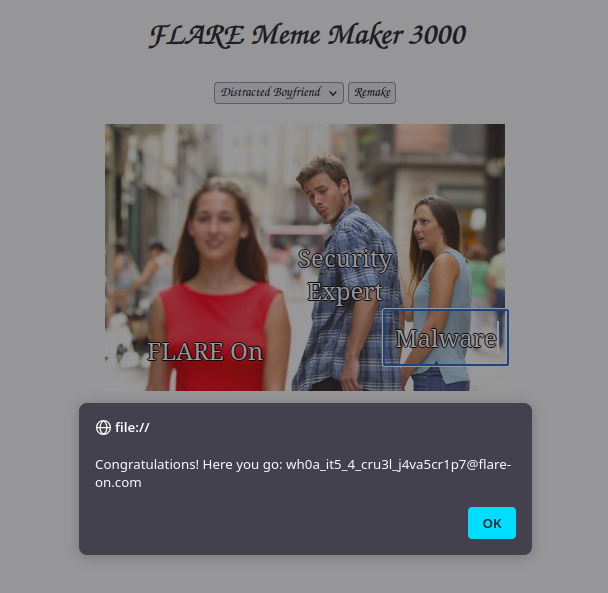 FLARE Meme Maker 3000
Distracted Boyfriend Remake
Security
Expert
Malware
FLARE On
file://
Congratulations! Here you go: wh0a_it5_4_cru3l_j4va5cr1p7@flare-
on.com
OK